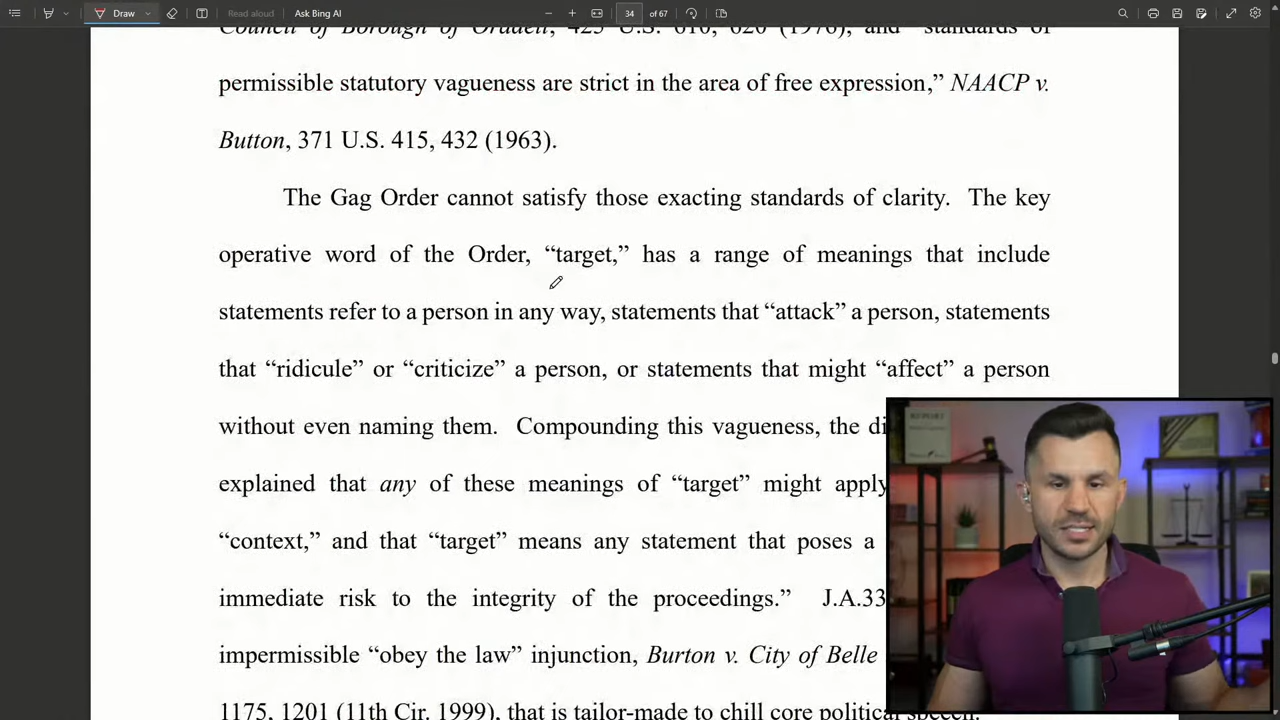 Draw
Read aloud
Ask Bing AI
34 of 67
permissible statutory vagueness are strict in the area of free expression,” NAACP v.
Button, 371 U.S. 415, 432 (1963).
The Gag Order cannot satisfy those exacting standards of clarity. The key
operative word of the Order, “target,” has a range of meanings that include
statements refer to a person in any way, statements that “attack” a person, statements
that “ridicule” or “criticize” a person, or statements that might “affect” a person
without even naming them. Compounding this vagueness, the
explained that any of these meanings of “target” might apply
“context,” and that “target” means any statement that poses a
immediate risk to the integrity of the proceedings.” J.A.33
impermissible “obey the law” injunction, Burton v. City of Belle
1175, 1201 (11th Cir. 1999), that is tailor-made to chill core political speech.